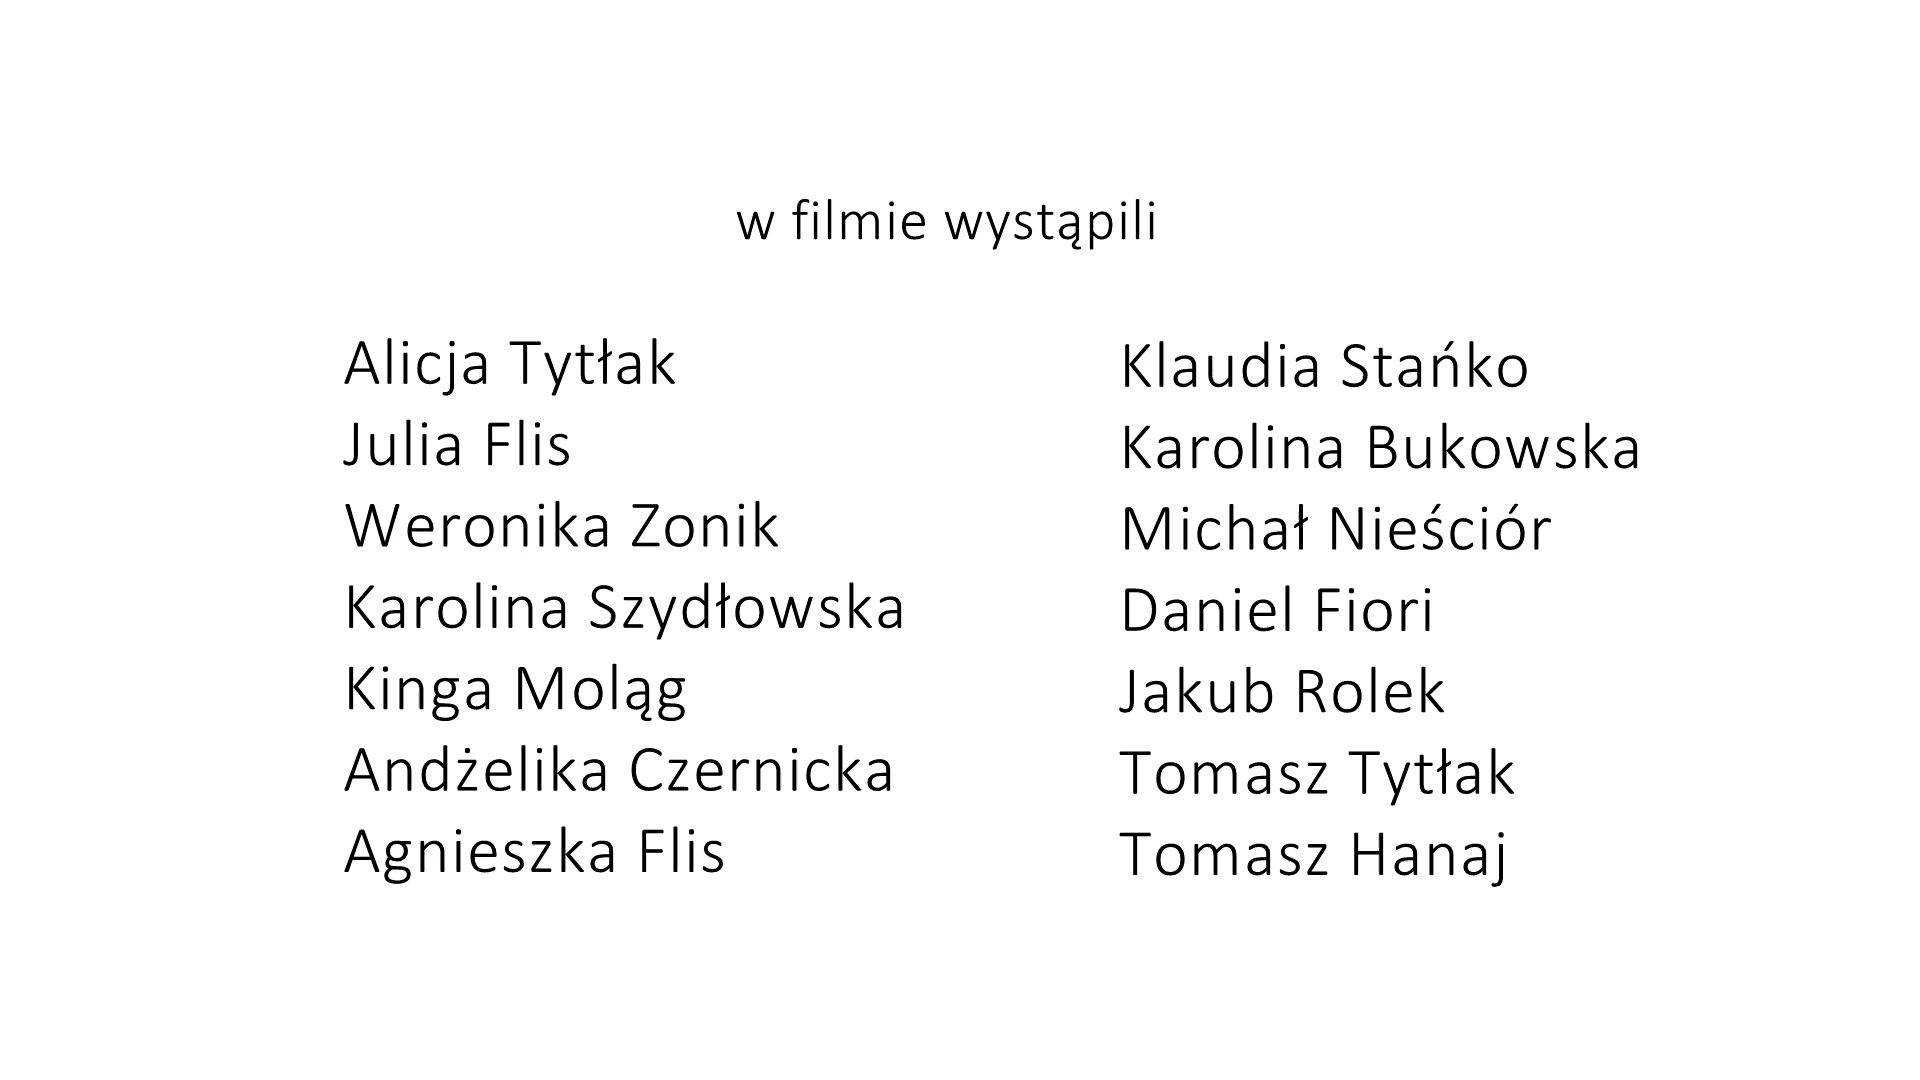 w filmie wystąpili
Alicja Tytłak
Julia Flis
Weronika Zonik
Karolina Szydłowska
Kinga Moląg
Andżelika Czernicka
Agnieszka Flis
Klaudia Stańko
Karolina Bukowska
Michał Nieściór
Daniel Fiori
Jakub Rolek
Tomasz Tytłak
Tomasz Hanaj